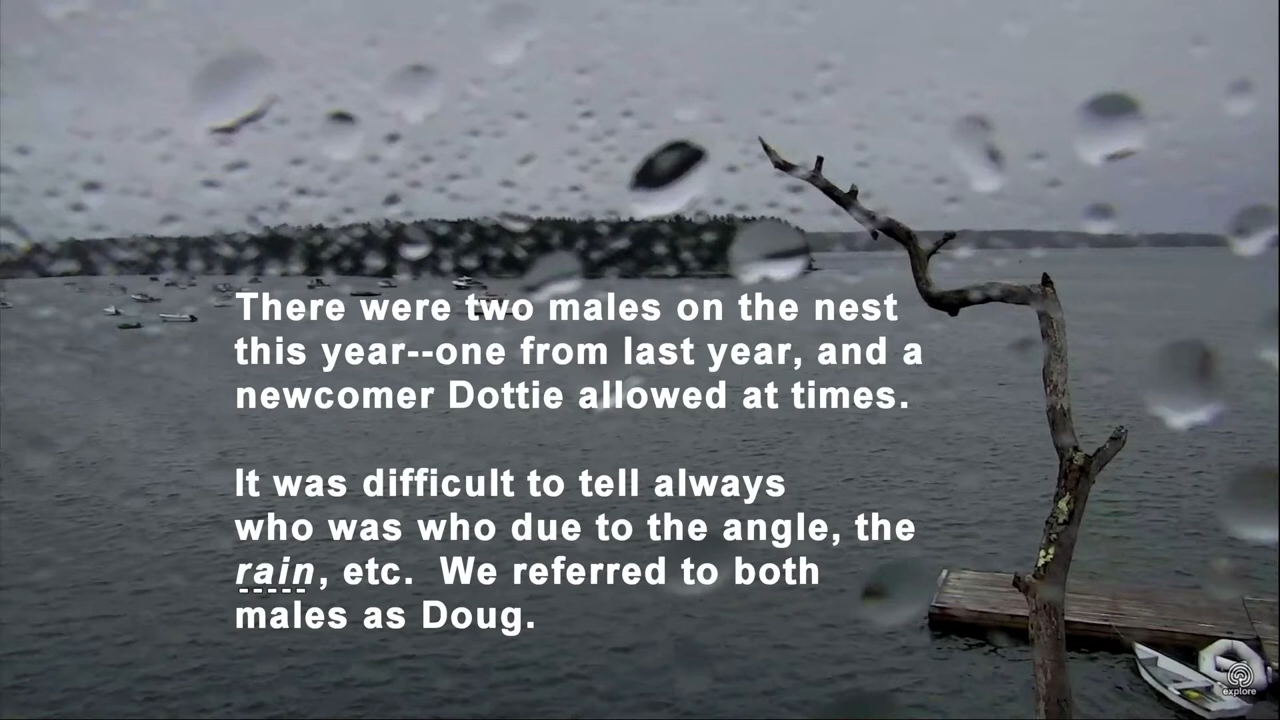 There were two males on the nest
this year--one from last year, and a
newcomer Dottie allowed at times.
It was difficult to tell always
who was who due to the angle, the
rain, etc.  We referred to both
males as Doug.
explore